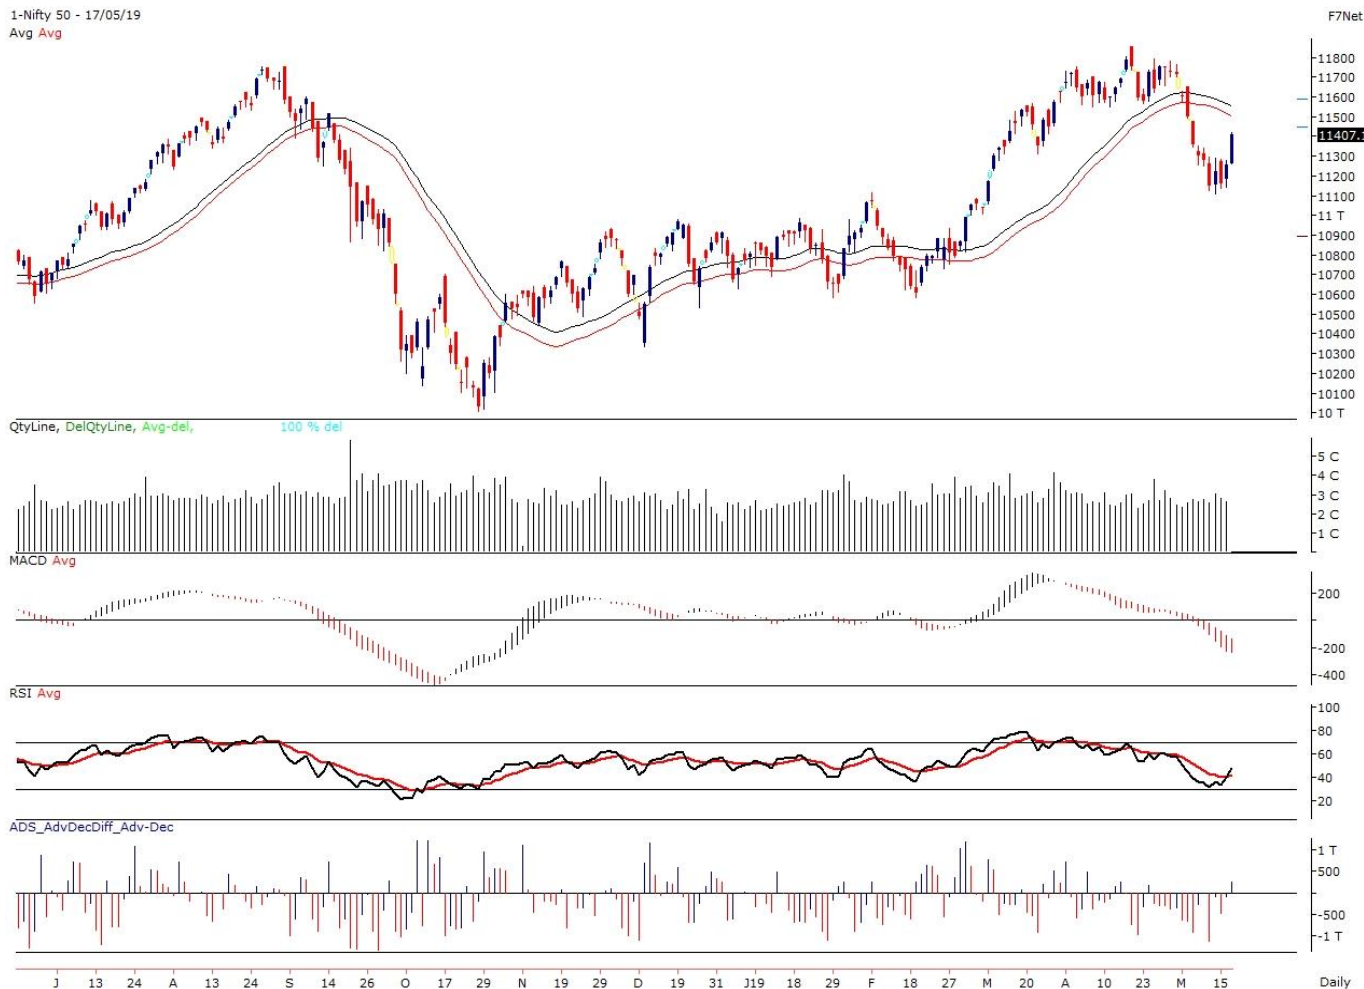 1-Nifty 50 - 17/05/19 F7Net
Avg Avg
11800
11700
11600
11500
11407.
11300
11200
11100
11 T
10900
10800
10700
10600
10500
10400
10300
10200
10100
10 T
QtyLine, DelQtyLine, Avg-del, 100 % del
5 C
4 C
3 C
2 C
1 C
MACD Avg
200
-200
-400
RSI Avg
100
80
60
40
20
ADS_AdvDecDiff_Adv-Dec
1 T
500
-500
-1 T
J 13 24 A 13 24 S 14 26 O 17 29 N 19 29 D 19 31 J19 18 29 F 18 27 M 20 A 10 23 M 15 Daily